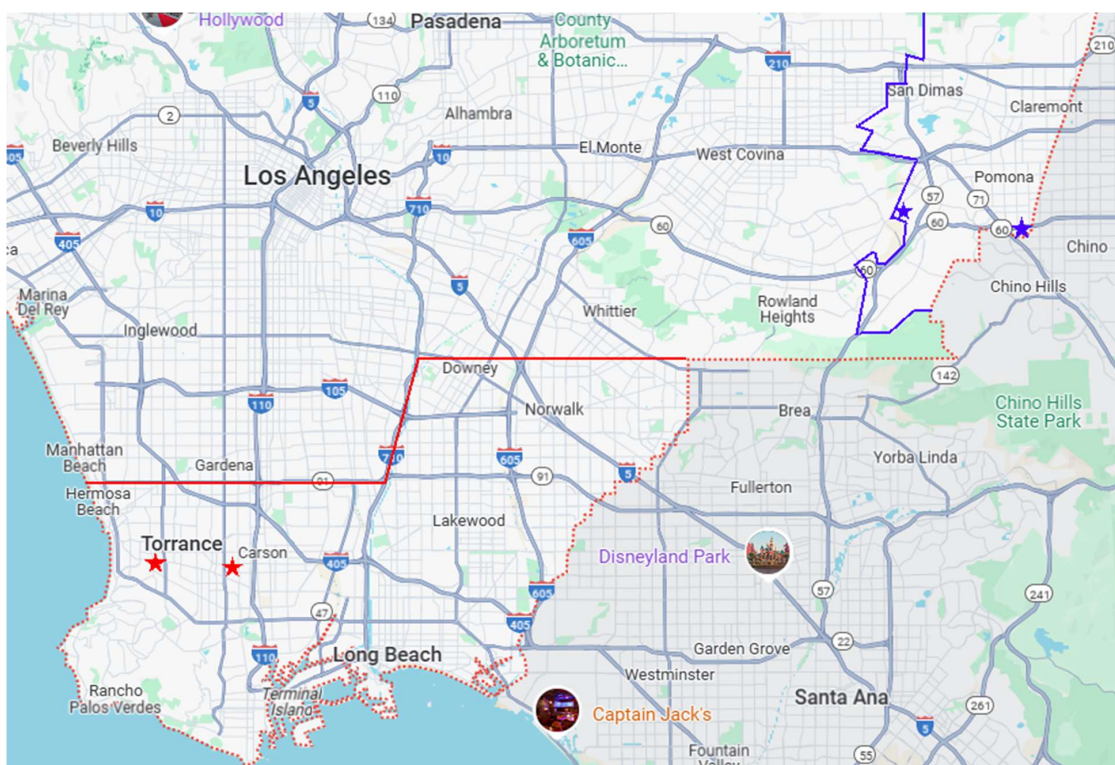 Hollywood
134
Pasadena
County
Arboretum
& Botanic...
210
210
2
110
5
Alhambra
San Dimas
Claremont
Beverly Hills
El Monte
West Covina
10
405
Los Angeles
Pomona
10
710
57
71
60
405
605
60
60
60
Chino
5
60
Chino Hills
Marina
Del Rey
Whittier
Rowland
Heights
Inglewood
Downey
142
105
110
Norwalk
Brea
Chino Hills
State Park
Manhattan
Beach
Gardena
710
605
Yorba Linda
91
91
5
Fullerton
Hermosa
Beach
Lakewood
Torrance
Carson
405
Disneyland Park
605
57
241
47
405
22
110
Long Beach
Garden Grove
Westminster
Rancho
Palos Verdes
Terminal
Island
Santa Ana
261
Captain Jack's
5
Fountain
Valley
55